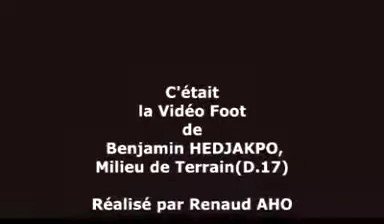 C'était
la Vidéo Foot
de
Benjamin HEDJAKPO,
Milieu de Terrain(D.17)
Réalisé par Renaud AHO